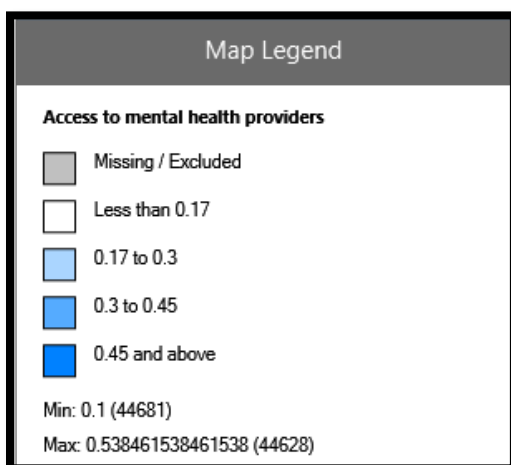 Map Legend
Access to mental health providers
Missing / Excluded
Less than 0.17
0.17 to 0.3
0.3 to 0.45
0.45 and above
Min: 0.1 (44681)
Max: 0.538461538461538 (44628)